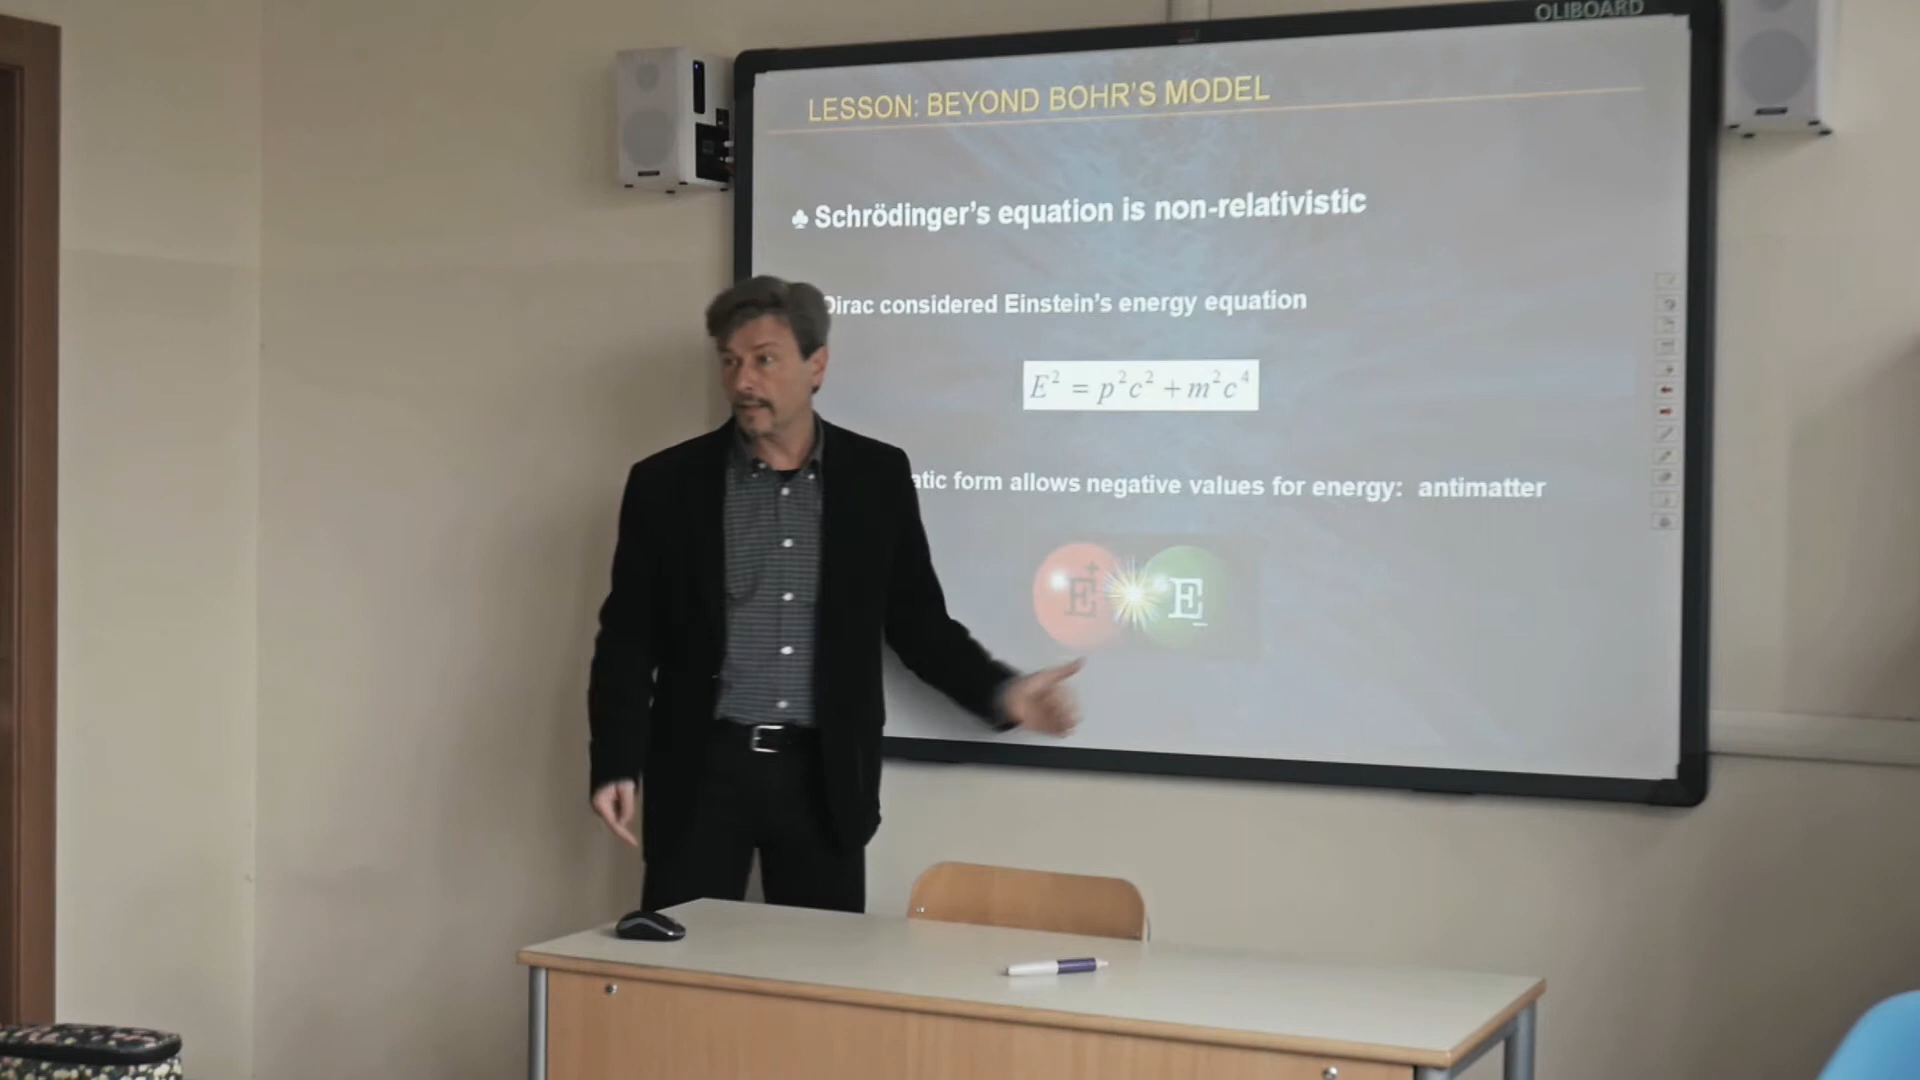 OLIBOARD
LESSON: BEYOND BOHR'S MODEL
♣ Schrödinger's equation is non-relativistic
Dirac considered Einstein's energy equation
E² = p²c² + m²c⁴
form allows negative values for energy: antimatter
E⁺ E₋